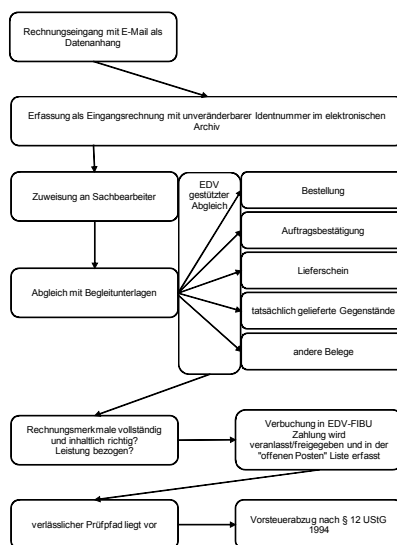 Rechnungseingang mit E-Mail als
Datenanhang
Erfassung als Eingangsrechnung mit unveränderbarer Identnummer im elektronischen
Archiv
Zuweisung an Sachbearbeiter
EDV
gestützter
Abgleich
Bestellung
Auftragsbestätigung
Abgleich mit Begleitunterlagen
Lieferschein
tatsächlich gelieferte Gegenstände
andere Belege
Rechnungsmerkmale vollständig
und inhaltlich richtig?
Leistung bezogen?
Verbuchung in EDV-FIBU
Zahlung wird
veranlasst/freigegeben und in der
"offenen Posten" Liste erfasst
verlässlicher Prüfpfad liegt vor
Vorsteuerabzug nach § 12 UStG
1994